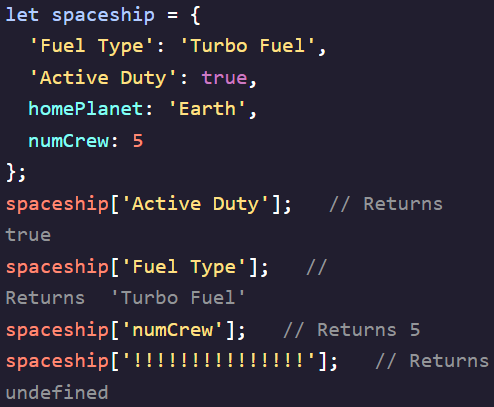 let spaceship = {
  'Fuel Type': 'Turbo Fuel',
  'Active Duty': true,
  homePlanet: 'Earth',
  numCrew: 5
};
spaceship['Active Duty'];   // Returns
true
spaceship['Fuel Type'];   //
Returns  'Turbo Fuel'
spaceship['numCrew'];   // Returns 5
spaceship['!!!!!!!!!!!!!!!'];   // Returns
undefined